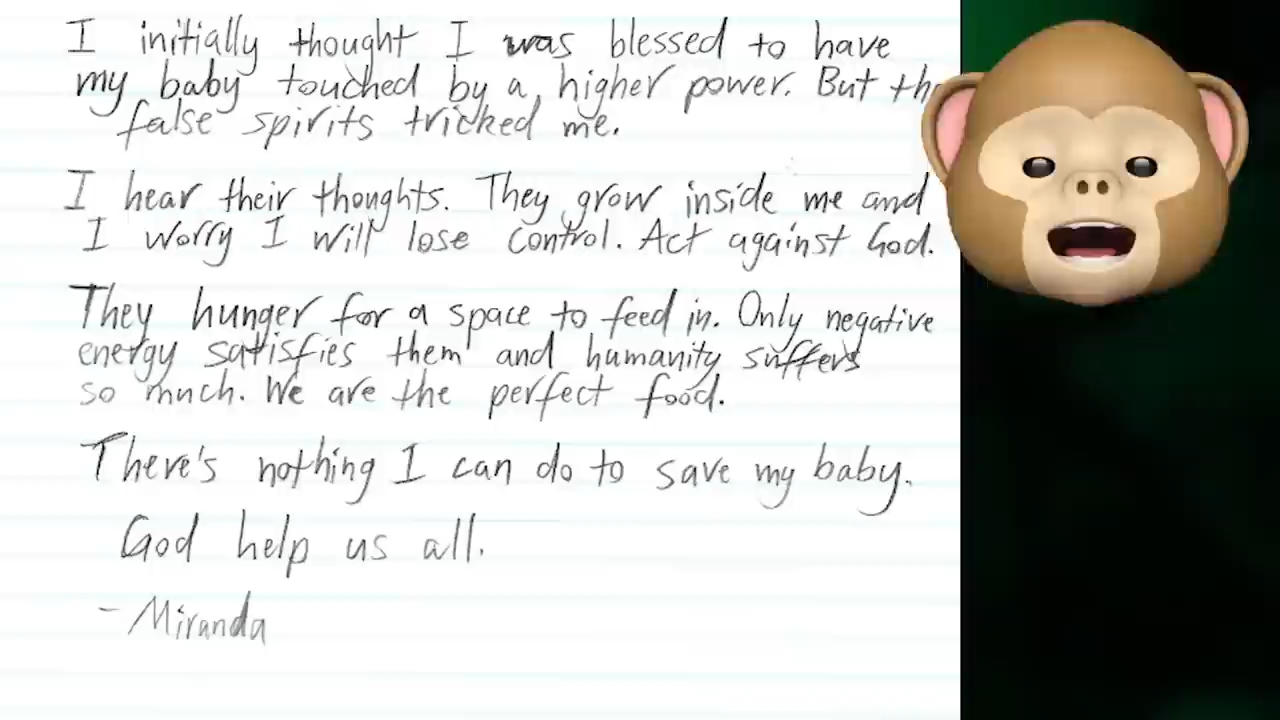 I initially thought I was blessed to have
my baby touched by a higher power. But
false spirits tricked me.
I hear their thoughts. They grow inside me and
I worry I will lose control. Act against God.
They hunger for a space to feed in. Only negative
energy satisfies them and humanity suffers
so much. We are the perfect food.
There's nothing I can do to save my baby.
God help us all.
- Miranda